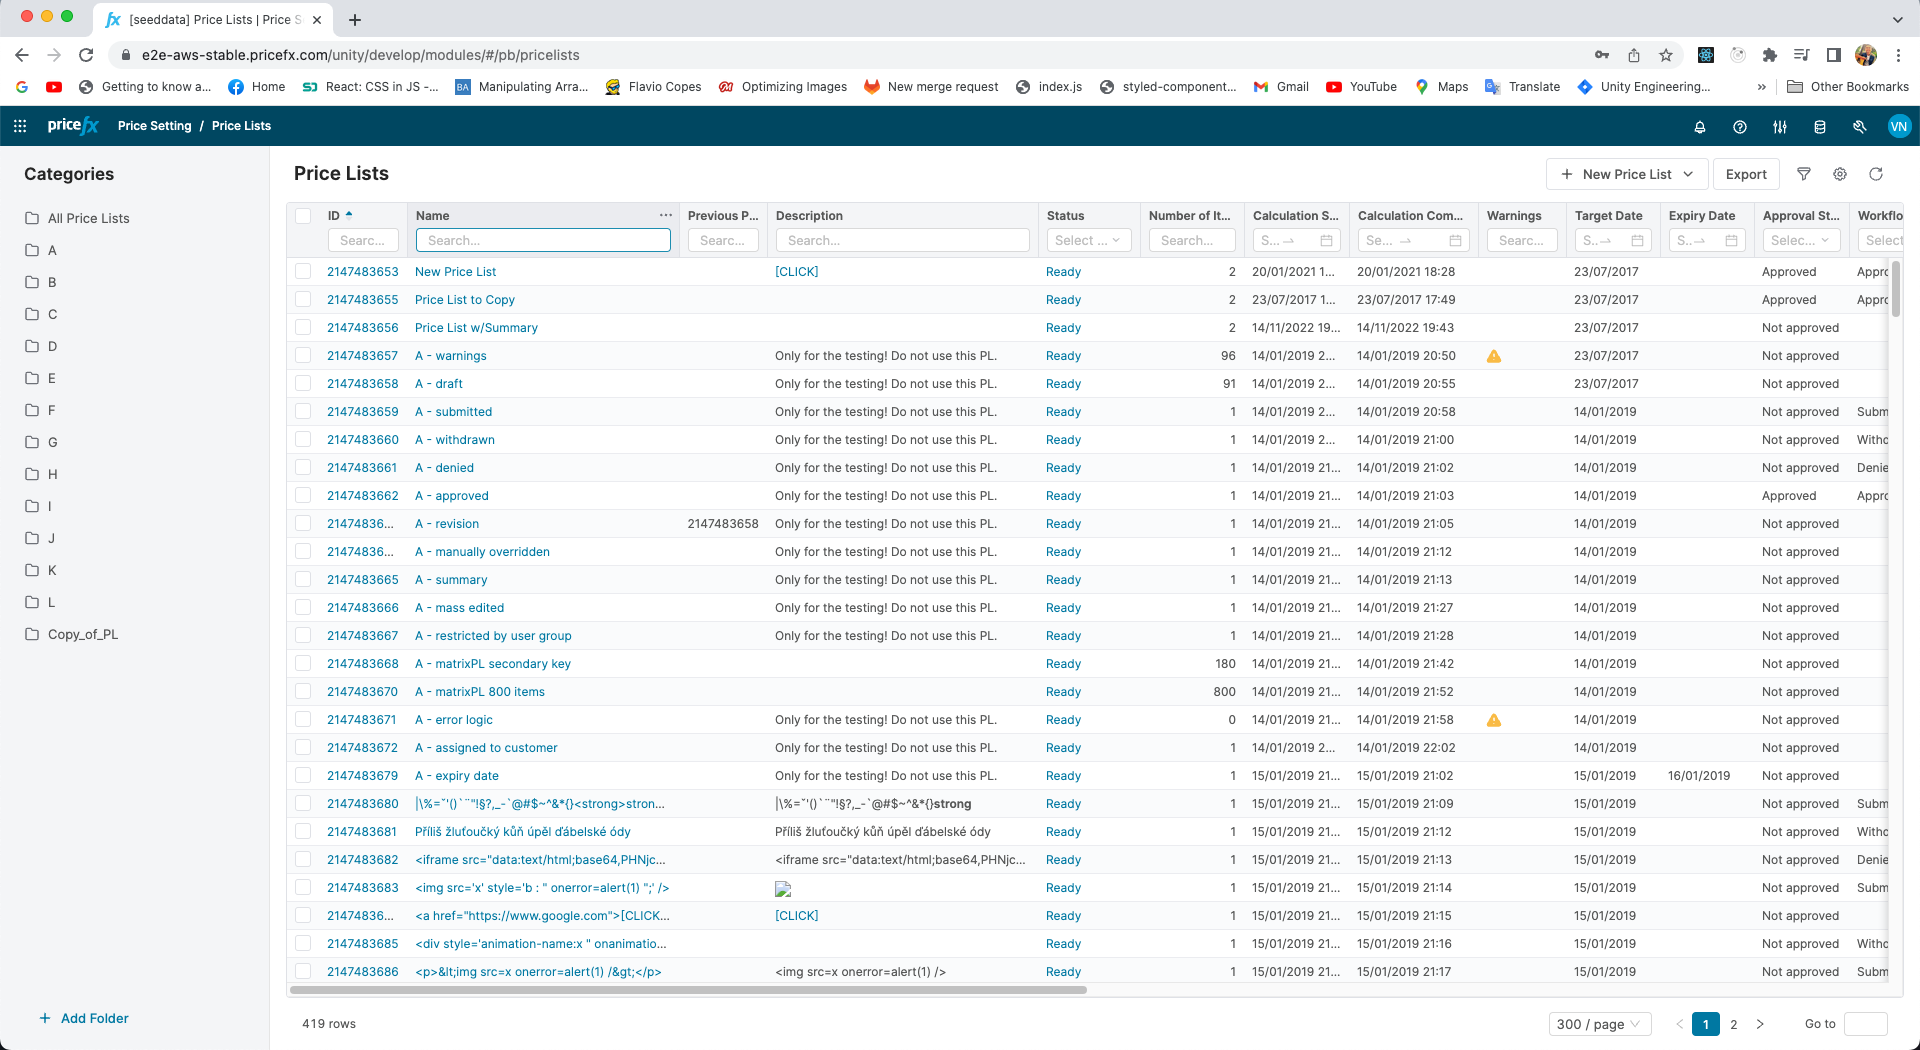 [seeddata] Price Lists | Price S
e2e-aws-stable.pricefx.com/unity/develop/modules/#/pb/pricelists
Getting to know a... Home React: CSS in JS -... Manipulating Arra... Flavio Copes Optimizing Images New merge request index.js styled-component... Gmail YouTube Maps Translate Unity Engineering... » Other Bookmarks
pricefx Price Setting / Price Lists VN
Categories
All Price Lists
A
B
C
D
E
F
G
H
I
J
K
L
Copy_of_PL
+ Add Folder
Price Lists
+ New Price List Export
ID Name ... Previous P... Description Status Number of It... Calculation S... Calculation Com... Warnings Target Date Expiry Date Approval St... Workflo
Searc... Search... Searc... Search... Select ... Search... S... Se... Searc... S... S... Selec... Select
2147483653 New Price List [CLICK] Ready 2 20/01/2021 1... 20/01/2021 18:28 23/07/2017 Approved Appro
2147483655 Price List to Copy Ready 2 23/07/2017 1... 23/07/2017 17:49 23/07/2017 Approved Appro
2147483656 Price List w/Summary Ready 2 14/11/2022 19... 14/11/2022 19:43 23/07/2017 Not approved
2147483657 A - warnings Only for the testing! Do not use this PL. Ready 96 14/01/2019 2... 14/01/2019 20:50 23/07/2017 Not approved
2147483658 A - draft Only for the testing! Do not use this PL. Ready 91 14/01/2019 2... 14/01/2019 20:55 23/07/2017 Not approved
2147483659 A - submitted Only for the testing! Do not use this PL. Ready 1 14/01/2019 2... 14/01/2019 20:58 14/01/2019 Not approved Subm
2147483660 A - withdrawn Only for the testing! Do not use this PL. Ready 1 14/01/2019 2... 14/01/2019 21:00 14/01/2019 Not approved Withd
2147483661 A - denied Only for the testing! Do not use this PL. Ready 1 14/01/2019 21... 14/01/2019 21:02 14/01/2019 Not approved Denie
2147483662 A - approved Only for the testing! Do not use this PL. Ready 1 14/01/2019 21... 14/01/2019 21:03 14/01/2019 Approved Appro
21474836... A - revision 2147483658 Only for the testing! Do not use this PL. Ready 1 14/01/2019 21... 14/01/2019 21:05 14/01/2019 Not approved
21474836... A - manually overridden Only for the testing! Do not use this PL. Ready 1 14/01/2019 21... 14/01/2019 21:12 14/01/2019 Not approved
2147483665 A - summary Only for the testing! Do not use this PL. Ready 1 14/01/2019 21... 14/01/2019 21:13 14/01/2019 Not approved
2147483666 A - mass edited Only for the testing! Do not use this PL. Ready 1 14/01/2019 21... 14/01/2019 21:27 14/01/2019 Not approved
2147483667 A - restricted by user group Only for the testing! Do not use this PL. Ready 1 14/01/2019 21... 14/01/2019 21:28 14/01/2019 Not approved
2147483668 A - matrixPL secondary key Ready 180 14/01/2019 21... 14/01/2019 21:42 14/01/2019 Not approved
2147483670 A - matrixPL 800 items Ready 800 14/01/2019 21... 14/01/2019 21:52 14/01/2019 Not approved
2147483671 A - error logic Only for the testing! Do not use this PL. Ready 0 14/01/2019 21... 14/01/2019 21:58 14/01/2019 Not approved
2147483672 A - assigned to customer Only for the testing! Do not use this PL. Ready 1 14/01/2019 2... 14/01/2019 22:02 14/01/2019 Not approved
2147483679 A - expiry date Only for the testing! Do not use this PL. Ready 1 15/01/2019 21... 15/01/2019 21:02 15/01/2019 16/01/2019 Not approved
2147483680 |\%=ˇ'()`¨"!§?,_-`@#$~^&*{}<strong>stron... |\%=ˇ'()`¨"!§?,_-`@#$~^&*{}strong Ready 1 15/01/2019 21... 15/01/2019 21:09 15/01/2019 Not approved Subm
2147483681 Příliš žluťoučký kůň úpěl ďábelské ódy Příliš žluťoučký kůň úpěl ďábelské ódy Ready 1 15/01/2019 21... 15/01/2019 21:12 15/01/2019 Not approved Withd
2147483682 <iframe src="data:text/html;base64,PHNjc... <iframe src="data:text/html;base64,PHNjc... Ready 1 15/01/2019 21... 15/01/2019 21:13 15/01/2019 Not approved Denie
2147483683 <img src='x' style='b : " onerror=alert(1) ";' /> Ready 1 15/01/2019 21... 15/01/2019 21:14 15/01/2019 Not approved Subm
21474836... <a href="https://www.google.com">[CLICK... [CLICK] Ready 1 15/01/2019 21... 15/01/2019 21:15 15/01/2019 Not approved
2147483685 <div style='animation-name:x " onanimatio... Ready 1 15/01/2019 21... 15/01/2019 21:16 15/01/2019 Not approved Withd
2147483686 <p>&lt;img src=x onerror=alert(1) /&gt;</p> <img src=x onerror=alert(1) /> Ready 1 15/01/2019 21... 15/01/2019 21:17 15/01/2019 Not approved Subm
419 rows 300 / page < 1 2 > Go to